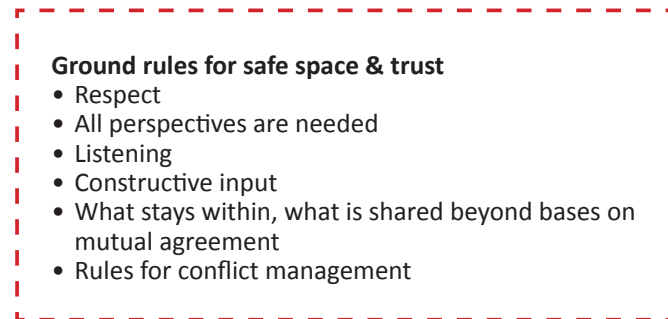 Ground rules for safe space & trust
• Respect
• All perspectives are needed
• Listening
• Constructive input
• What stays within, what is shared beyond bases on
mutual agreement
• Rules for conflict management